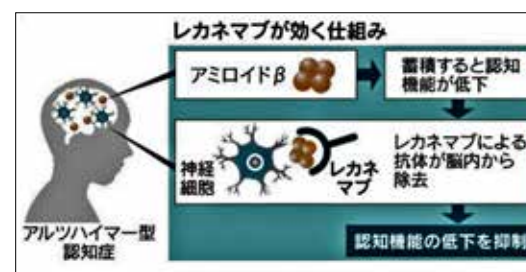 レカネマブが効く仕組み
アミロイドβ
蓄積すると認知
機能が低下
神経
細胞
レカネ
マブ
レカネマブによる
抗体が脳内から
除去
アルツハイマー型
認知症
認知機能の低下を抑制